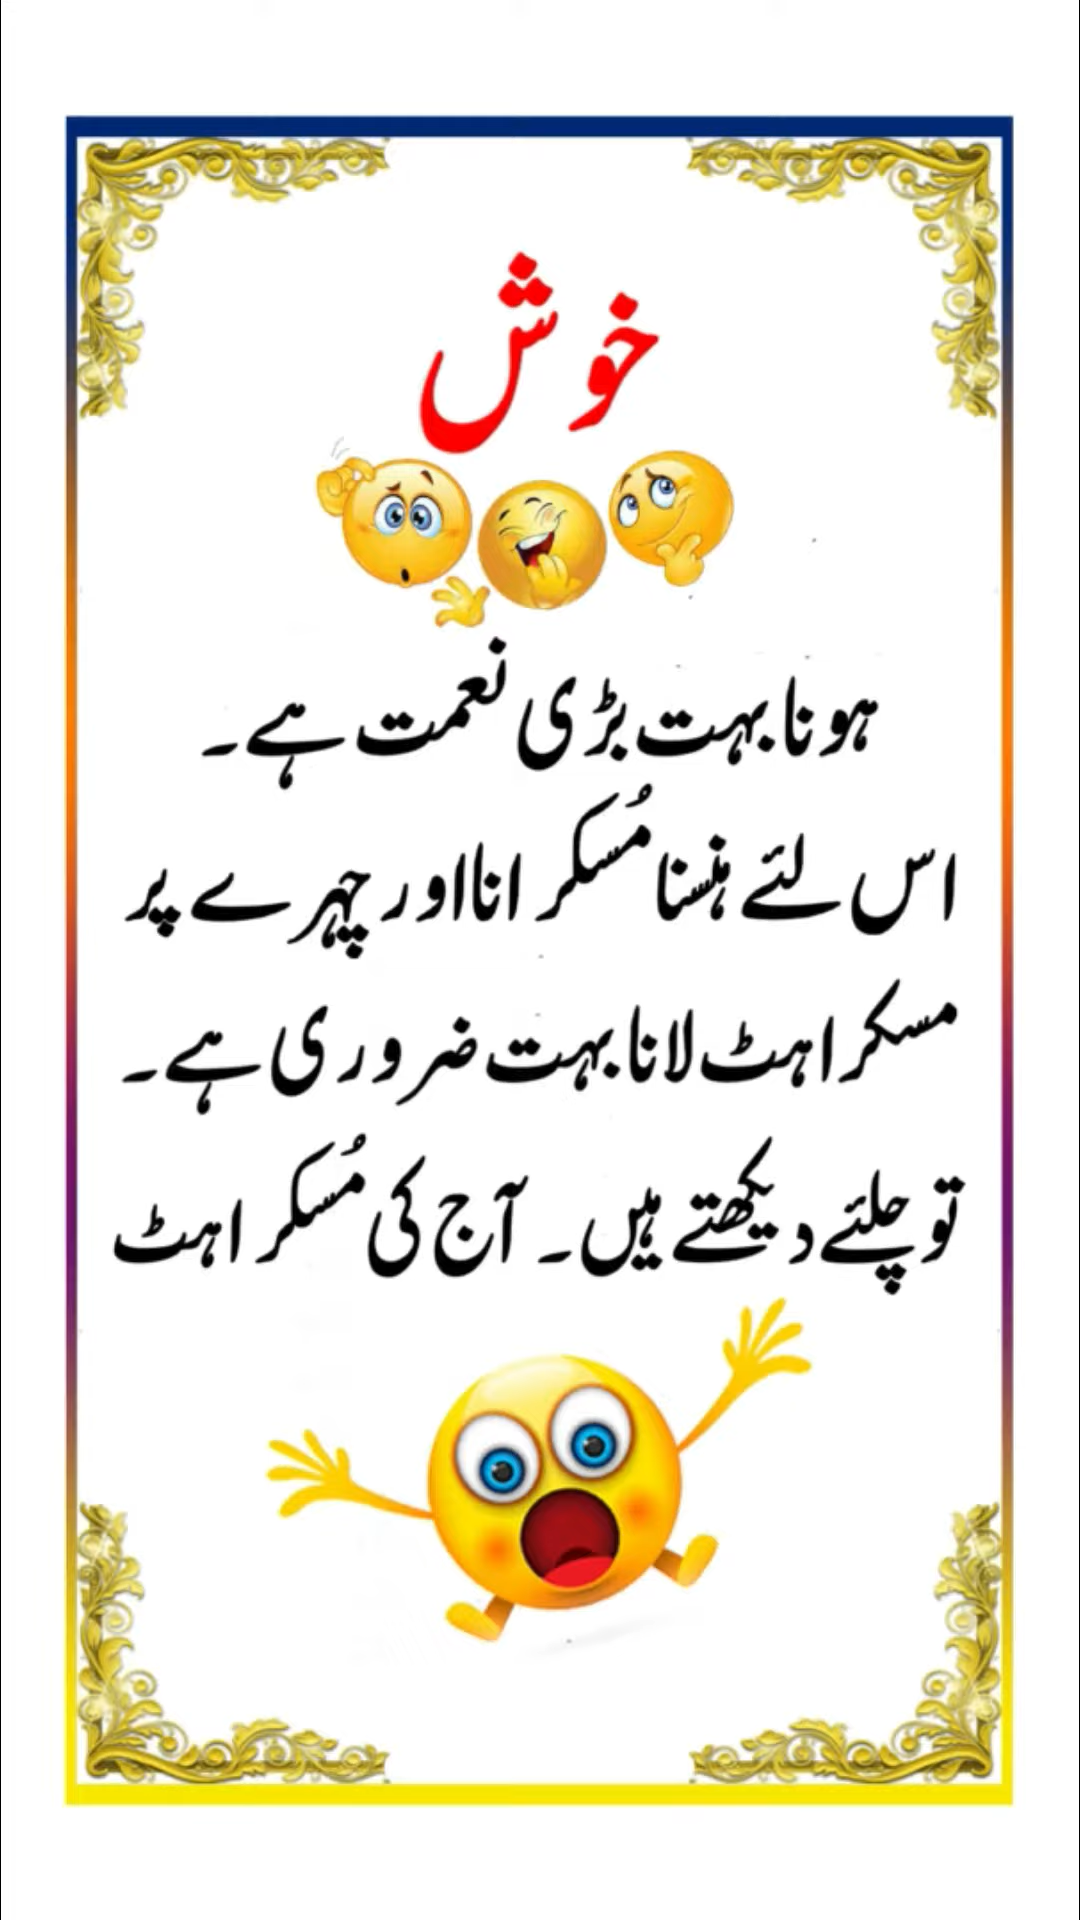 خوش
ہونا بہت بڑی نعمت ہے۔
اس لئے ہنسنا مُسکرانا اور چہرے پر
مسکراہٹ لانا بہت ضروری ہے۔
تو چلئے دیکھتے ہیں۔ آج کی مُسکراہٹ